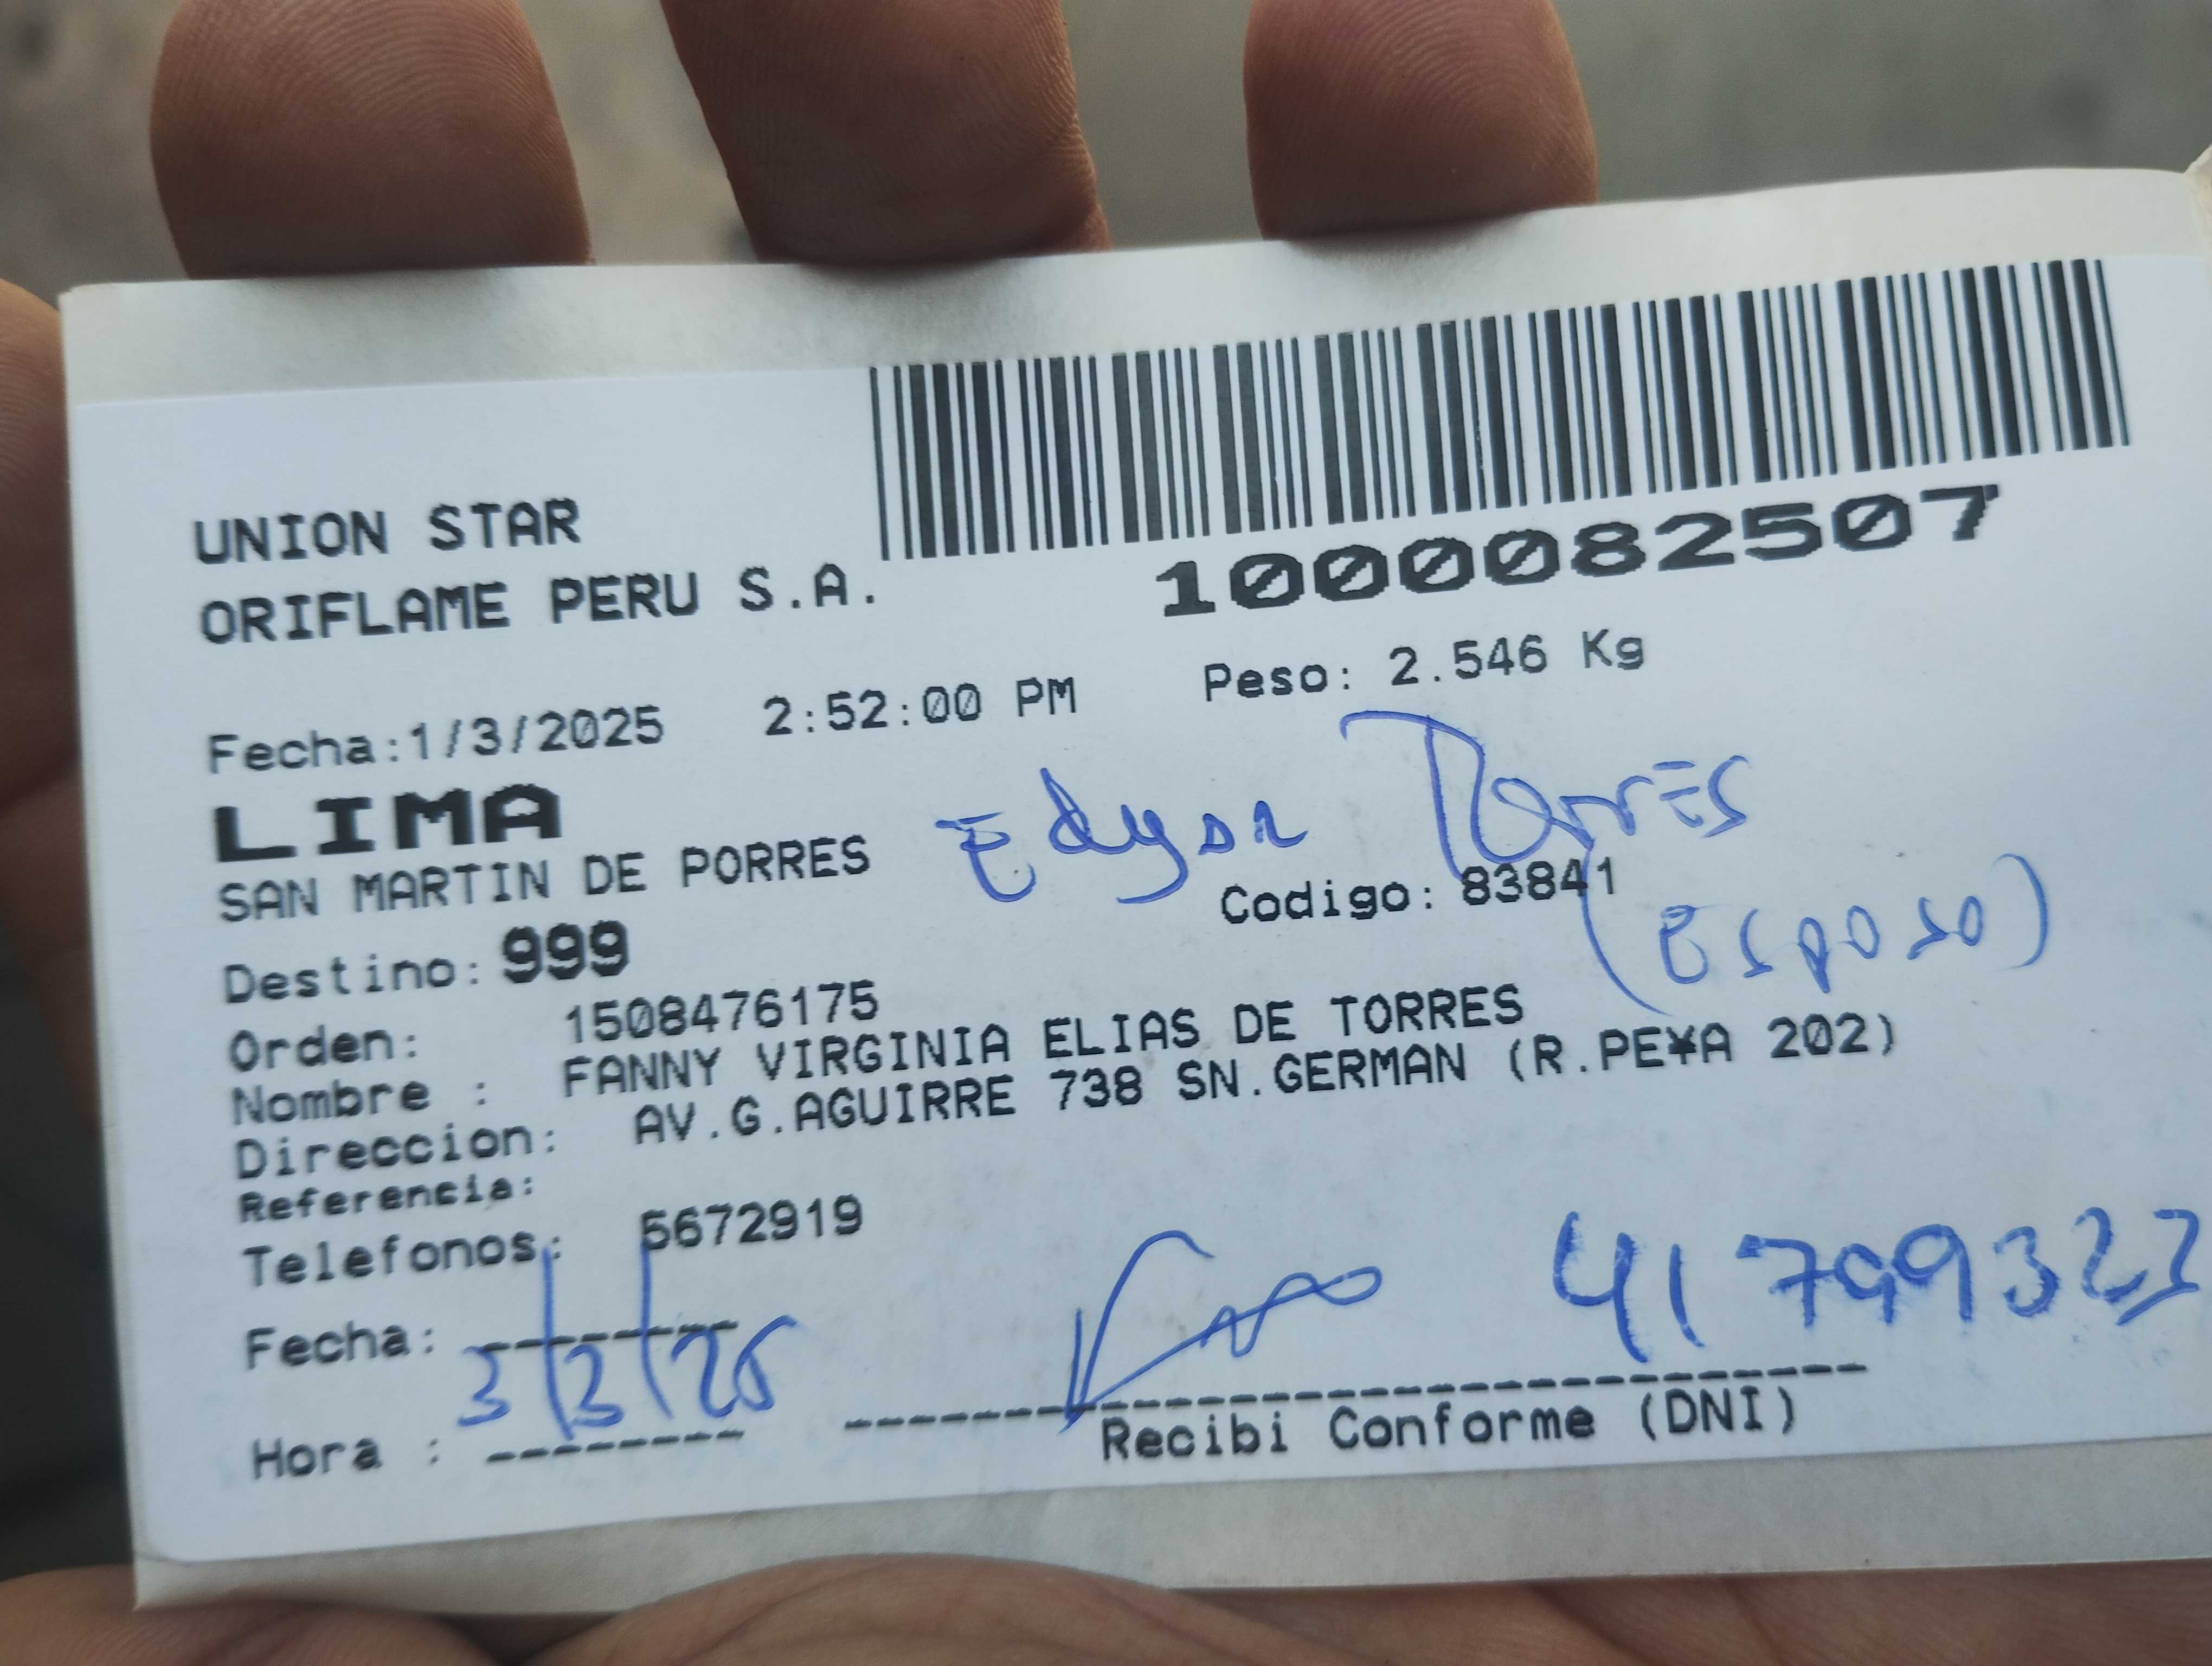 UNION STAR
ORIFLAME PERU S.A.
1000082507
Fecha:1/3/2025 2:52:00 PM Peso: 2.546 Kg
LIMA
Edgar Torres
SAN MARTIN DE PORRES
Codigo: 83841
(Esposo)
Destino: 999
Orden: 1508476175
Nombre : FANNY VIRGINIA ELIAS DE TORRES
Direccion: AV.G.AGUIRRE 738 SN.GERMAN (R.PE¥A 202)
Referencia:
Telefonos: 5672919
Fecha: 3/3/25
Hora :
Recibi Conforme (DNI)